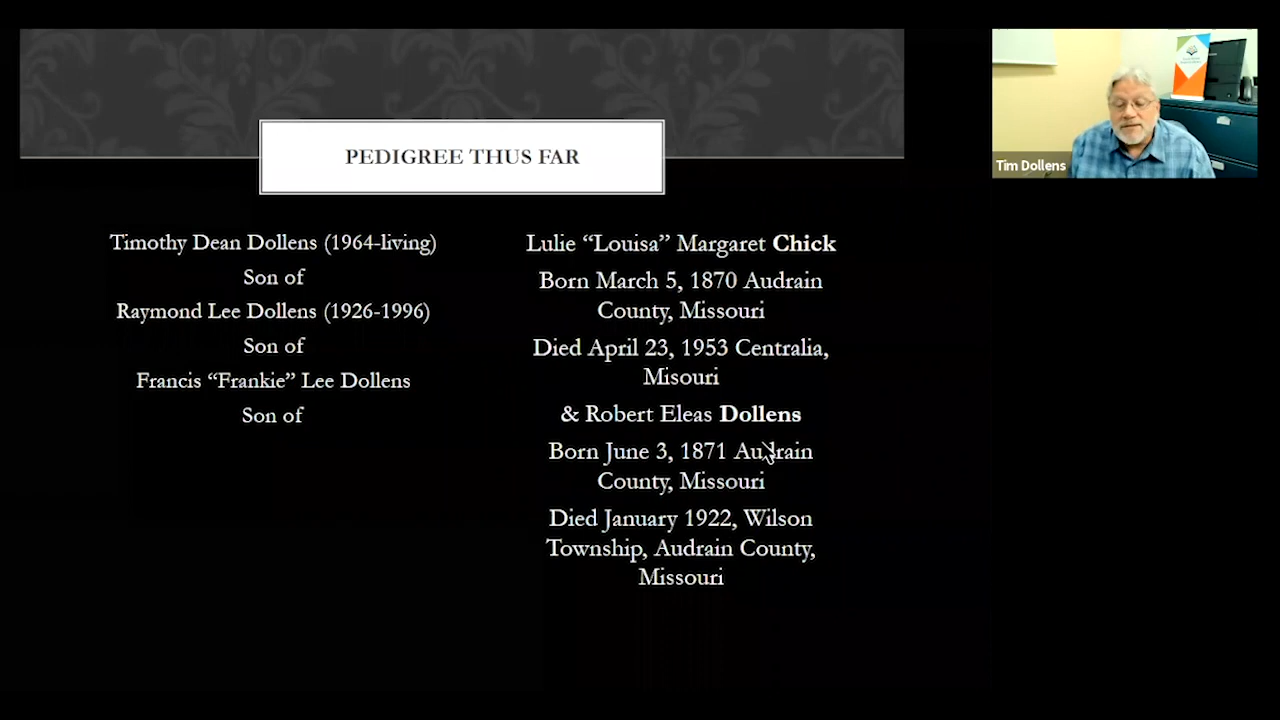 PEDIGREE THUS FAR
Timothy Dean Dollens (1964-living)
Son of
Raymond Lee Dollens (1926-1996)
Son of
Francis “Frankie” Lee Dollens
Son of
Lulie “Louisa” Margaret Chick
Born March 5, 1870 Audrain
County, Missouri
Died April 23, 1953 Centralia,
Misouri
& Robert Eleas Dollens
Born June 3, 1871 Audrain
County, Missouri
Died January 1922, Wilson
Township, Audrain County,
Missouri
Tim Dollens